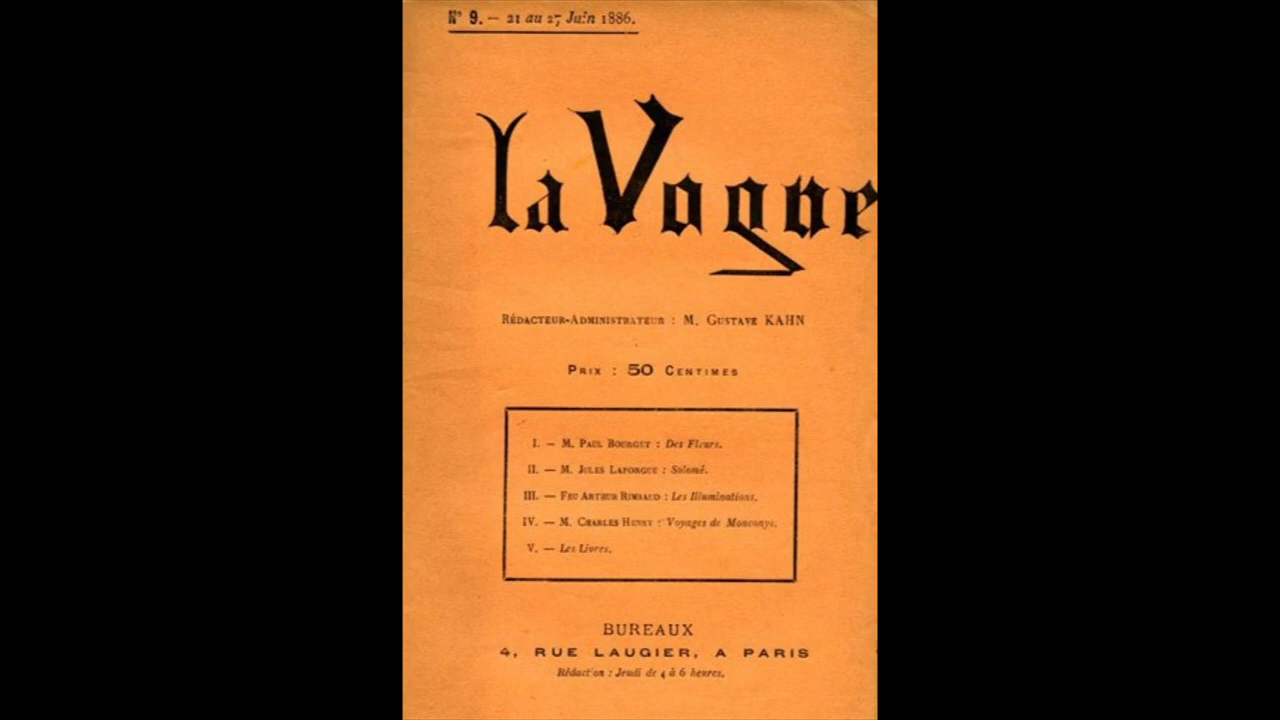 N° 9. — 21 au 27 Juin 1886.
La Vogue
Rédacteur-Administrateur : M. Gustave KAHN
Prix : 50 Centimes
I. — M. Paul Bourget : Des Fleurs.
II. — M. Jules Laforgue : Salomé.
III. — Feu Arthur Rimbaud : Les Illuminations.
IV. — M. Charles Henry : Voyages de Monconys.
V. — Les Livres.
BUREAUX
4, RUE LAUGIER, A PARIS
Rédaction : Jeudi de 4 à 6 heures.